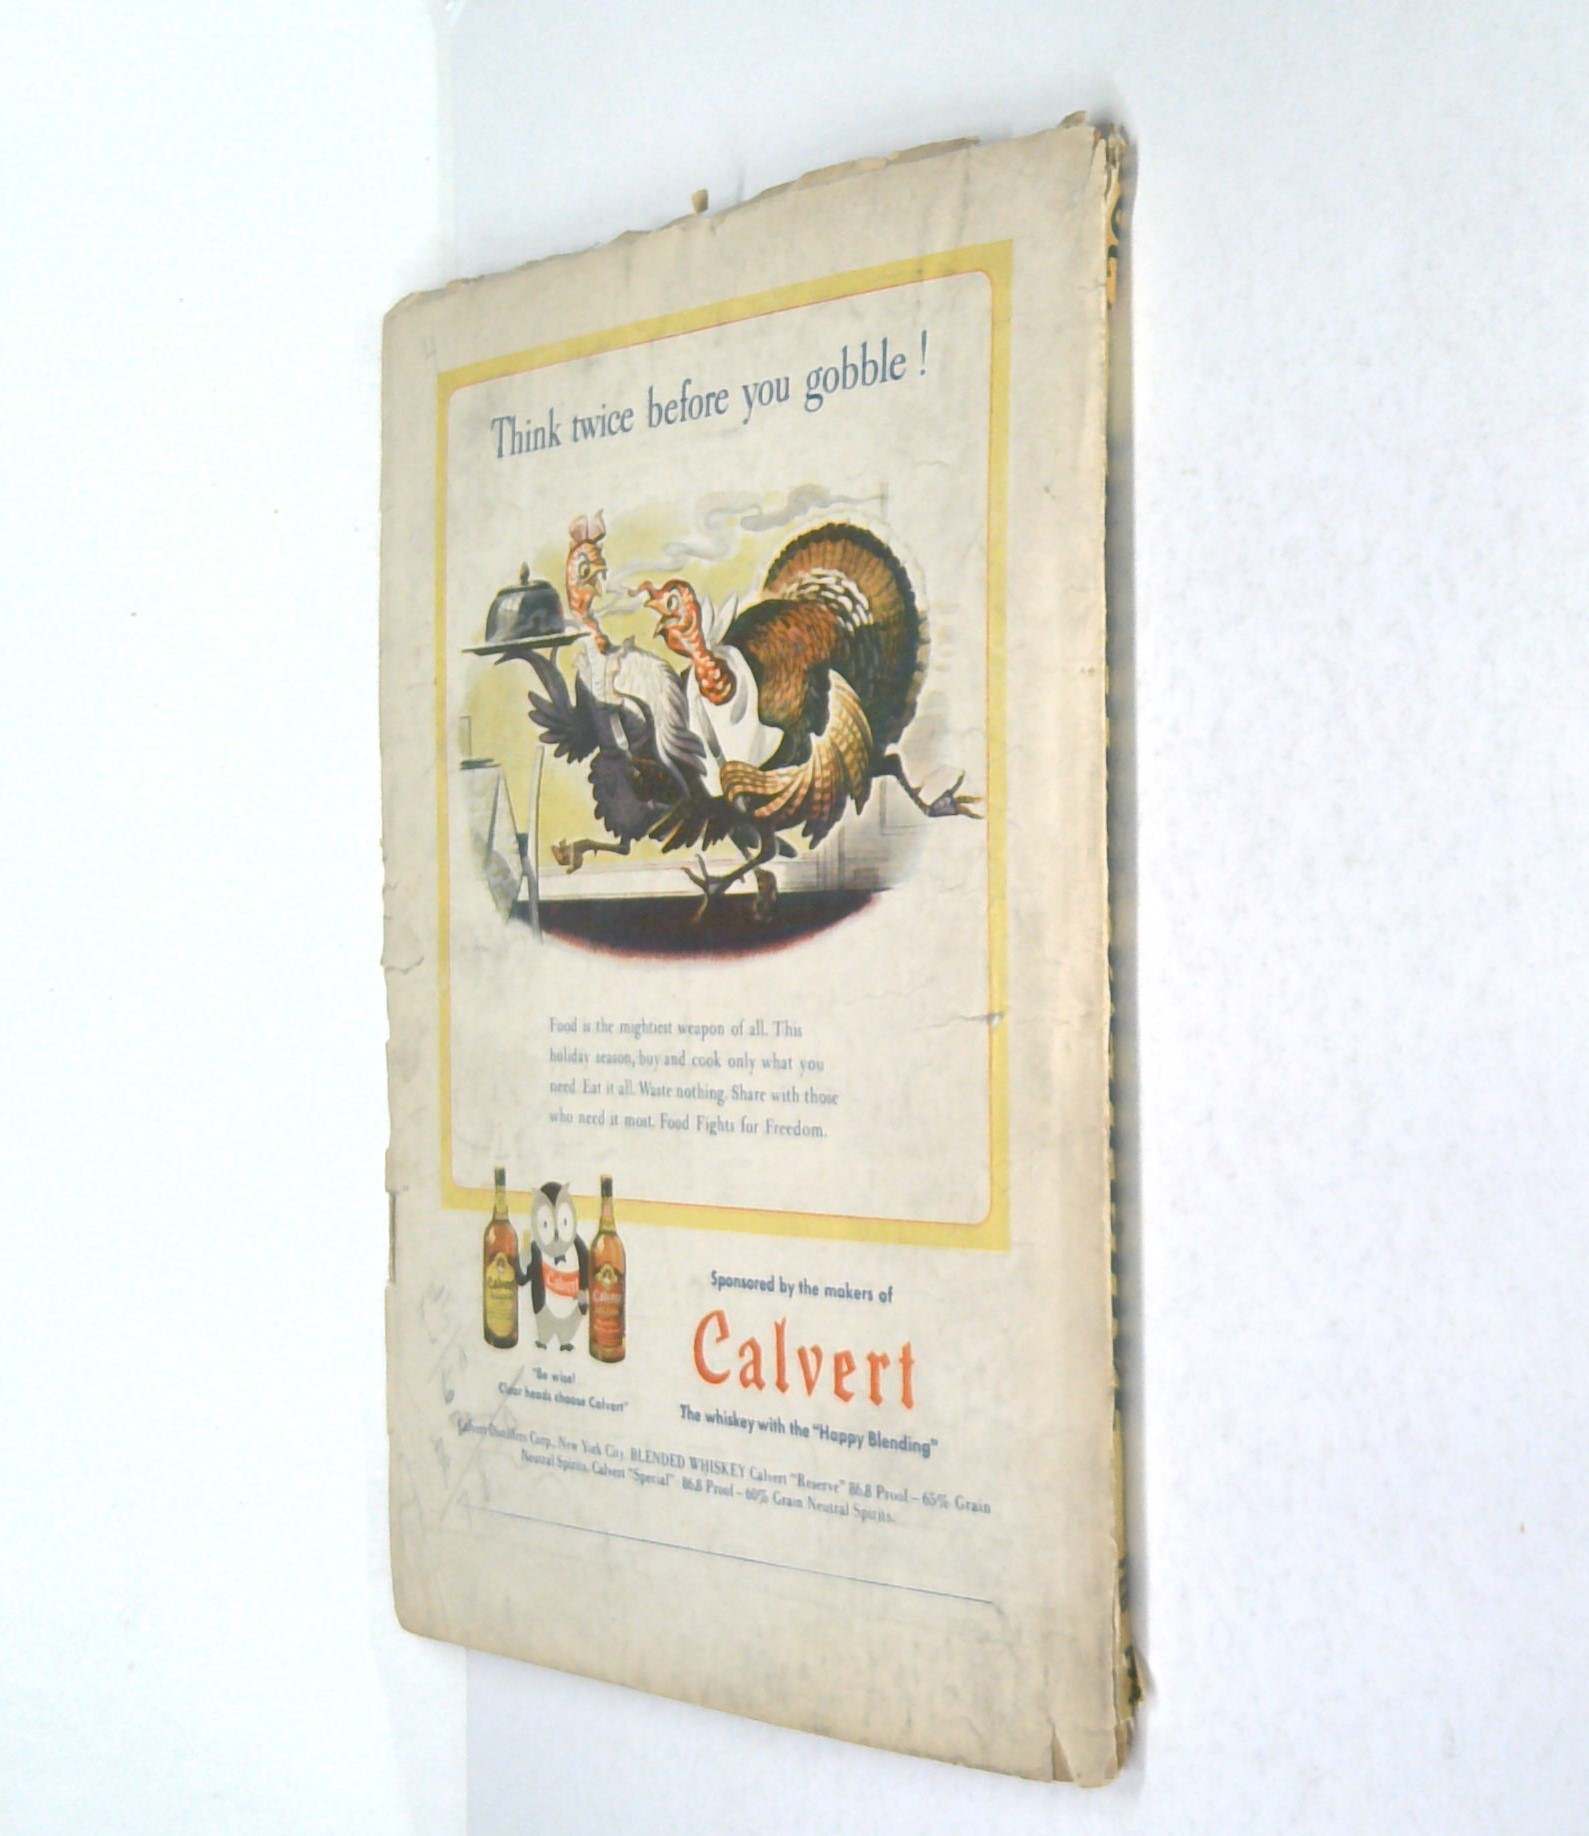 Think twice before you gobble !
Food is the mightiest weapon of all. This
holiday season, buy and cook only what you
need. Eat it all. Waste nothing. Share with those
who need it most. Food Fights for Freedom.
Calvert
Calvert
Calvert
"Be wise!
Clear heads choose Calvert"
Sponsored by the makers of
Calvert
The whiskey with the "Happy Blending"
Calvert Distillers Corp., New York City. BLENDED WHISKEY Calvert "Reserve" 86.8 Proof – 65% Grain
Neutral Spirits. Calvert "Special" 86.8 Proof – 60% Grain Neutral Spirits.